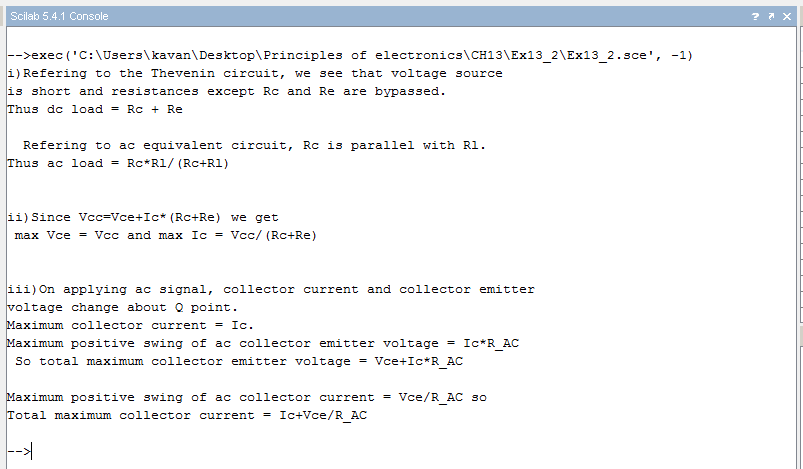 Scilab 5.4.1 Console
-->exec('C:\Users\kavan\Desktop\Principles of electronics\CH13\Ex13_2\Ex13_2.sce', -1)
i)Refering to the Thevenin circuit, we see that voltage source
is short and resistances except Rc and Re are bypassed.
Thus dc load = Rc + Re
Refering to ac equivalent circuit, Rc is parallel with Rl.
Thus ac load = Rc*Rl/(Rc+Rl)
ii)Since Vcc=Vce+Ic*(Rc+Re) we get
max Vce = Vcc and max Ic = Vcc/(Rc+Re)
iii)On applying ac signal, collector current and collector emitter
voltage change about Q point.
Maximum collector current = Ic.
Maximum positive swing of ac collector emitter voltage = Ic*R_AC
So total maximum collector emitter voltage = Vce+Ic*R_AC
Maximum positive swing of ac collector current = Vce/R_AC so
Total maximum collector current = Ic+Vce/R_AC
-->